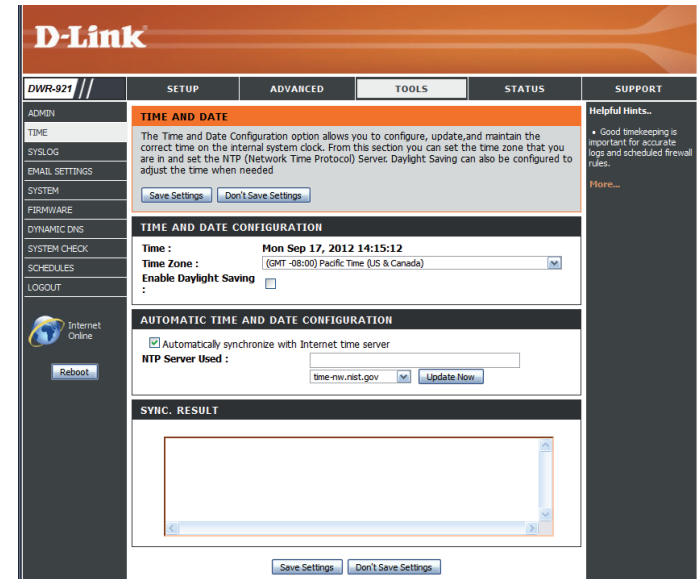 D-Link
DWR-921
SETUP
ADVANCED
TOOLS
STATUS
SUPPORT
ADMIN
TIME
SYSLOG
EMAIL SETTINGS
SYSTEM
FIRMWARE
DYNAMIC DNS
SYSTEM CHECK
SCHEDULES
LOGOUT
Internet
Online
Reboot
TIME AND DATE
The Time and Date Configuration option allows you to configure, update,and maintain the
correct time on the internal system clock. From this section you can set the time zone that you
are in and set the NTP (Network Time Protocol) Server. Daylight Saving can also be configured to
adjust the time when needed
Save Settings Don't Save Settings
TIME AND DATE CONFIGURATION
Time : Mon Sep 17, 2012 14:15:12
Time Zone : (GMT -08:00) Pacific Time (US & Canada)
Enable Daylight Saving
:
AUTOMATIC TIME AND DATE CONFIGURATION
Automatically synchronize with Internet time server
NTP Server Used :
time-nw.nist.gov Update Now
SYNC. RESULT
Save Settings Don't Save Settings
Helpful Hints..
• Good timekeeping is
important for accurate
logs and scheduled firewall
rules.
More...